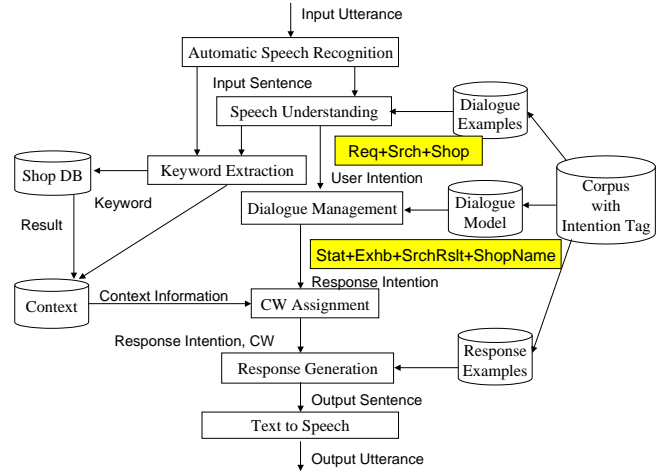 Input Utterance
Automatic Speech Recognition
Input Sentence
Speech Understanding
Dialogue
Examples
Req+Srch+Shop
Shop DB
Keyword Extraction
User Intention
Keyword
Corpus
with
Intention Tag
Dialogue Management
Dialogue
Model
Result
Stat+Exhb+SrchRslt+ShopName
Response Intention
Context
Context Information
CW Assignment
Response Intention, CW
Response Generation
Response
Examples
Output Sentence
Text to Speech
Output Utterance